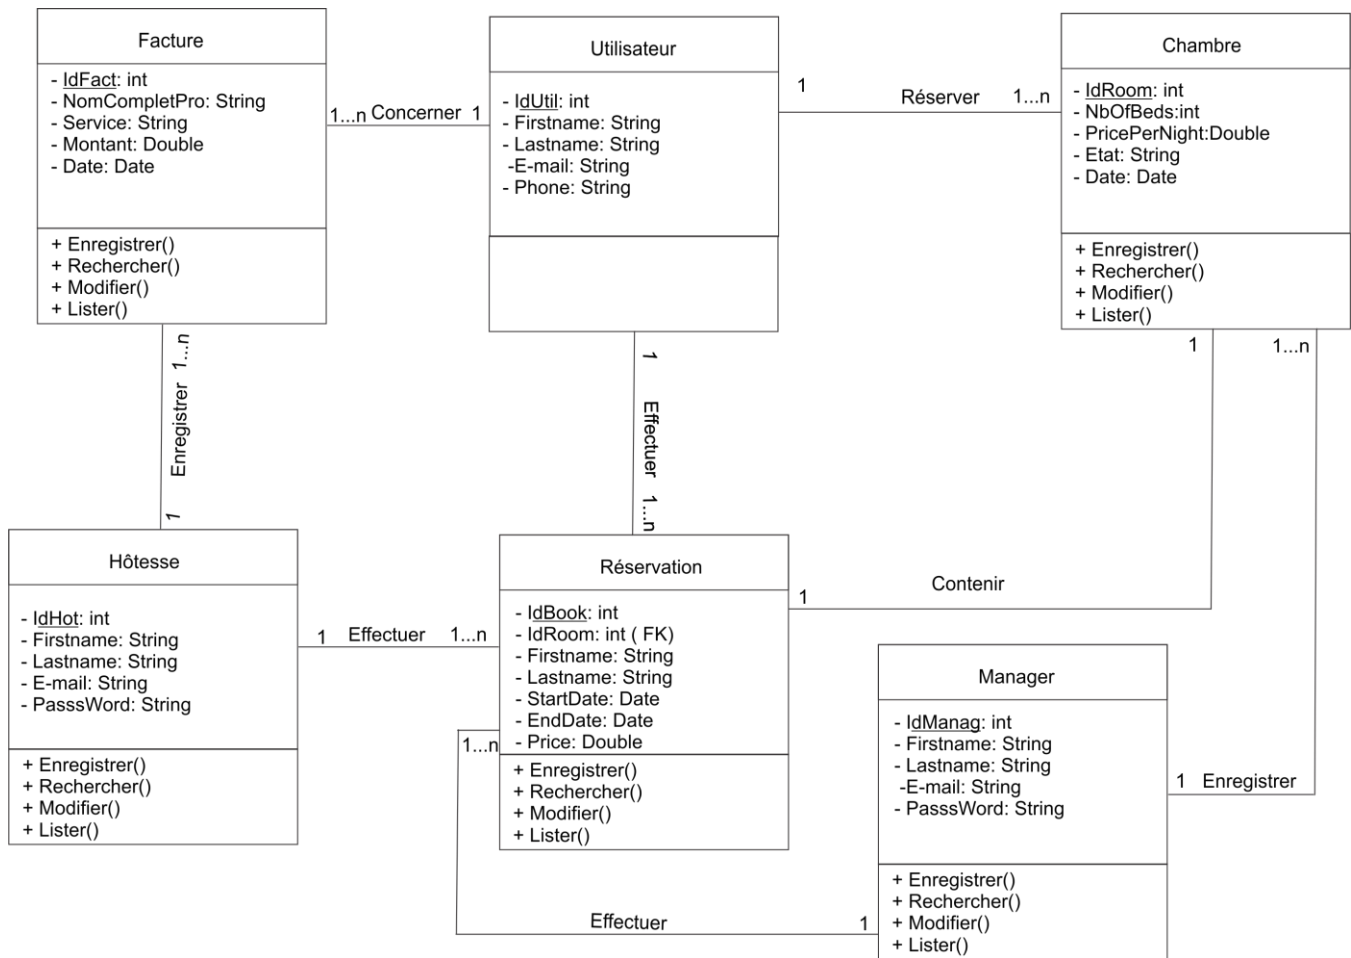 Facture
- IdFact: int
- NomCompletPro: String
- Service: String
- Montant: Double
- Date: Date
+ Enregistrer()
+ Rechercher()
+ Modifier()
+ Lister()
1...n Concerner 1
Utilisateur
- IdUtil: int
- Firstname: String
- Lastname: String
-E-mail: String
- Phone: String
1 Réserver 1...n
Chambre
- IdRoom: int
- NbOfBeds:int
- PricePerNight:Double
- Etat: String
- Date: Date
+ Enregistrer()
+ Rechercher()
+ Modifier()
+ Lister()
1 Enregistrer 1...n
1
Effectuer
1...n
1
1...n
Hôtesse
- IdHot: int
- Firstname: String
- Lastname: String
- E-mail: String
- PasssWord: String
+ Enregistrer()
+ Rechercher()
+ Modifier()
+ Lister()
1 Effectuer 1...n
Réservation
- IdBook: int
- IdRoom: int ( FK)
- Firstname: String
- Lastname: String
- StartDate: Date
- EndDate: Date
- Price: Double
+ Enregistrer()
+ Rechercher()
+ Modifier()
+ Lister()
1 Contenir
1...n
Manager
- IdManag: int
- Firstname: String
- Lastname: String
-E-mail: String
- PasssWord: String
+ Enregistrer()
+ Rechercher()
+ Modifier()
+ Lister()
1 Enregistrer
Effectuer 1